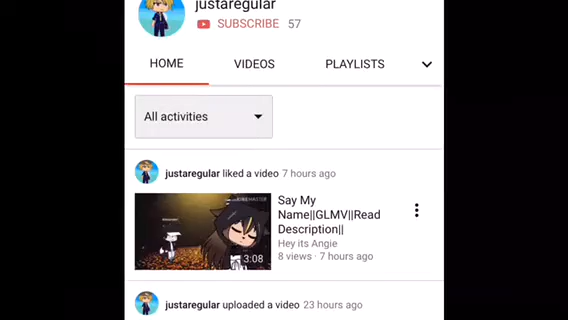 justaregular
SUBSCRIBE 57
HOME VIDEOS PLAYLISTS
All activities
justaregular liked a video 7 hours ago
Say My
Name||GLMV||Read
Description||
Hey its Angie
8 views · 7 hours ago
3:08
justaregular uploaded a video 23 hours ago